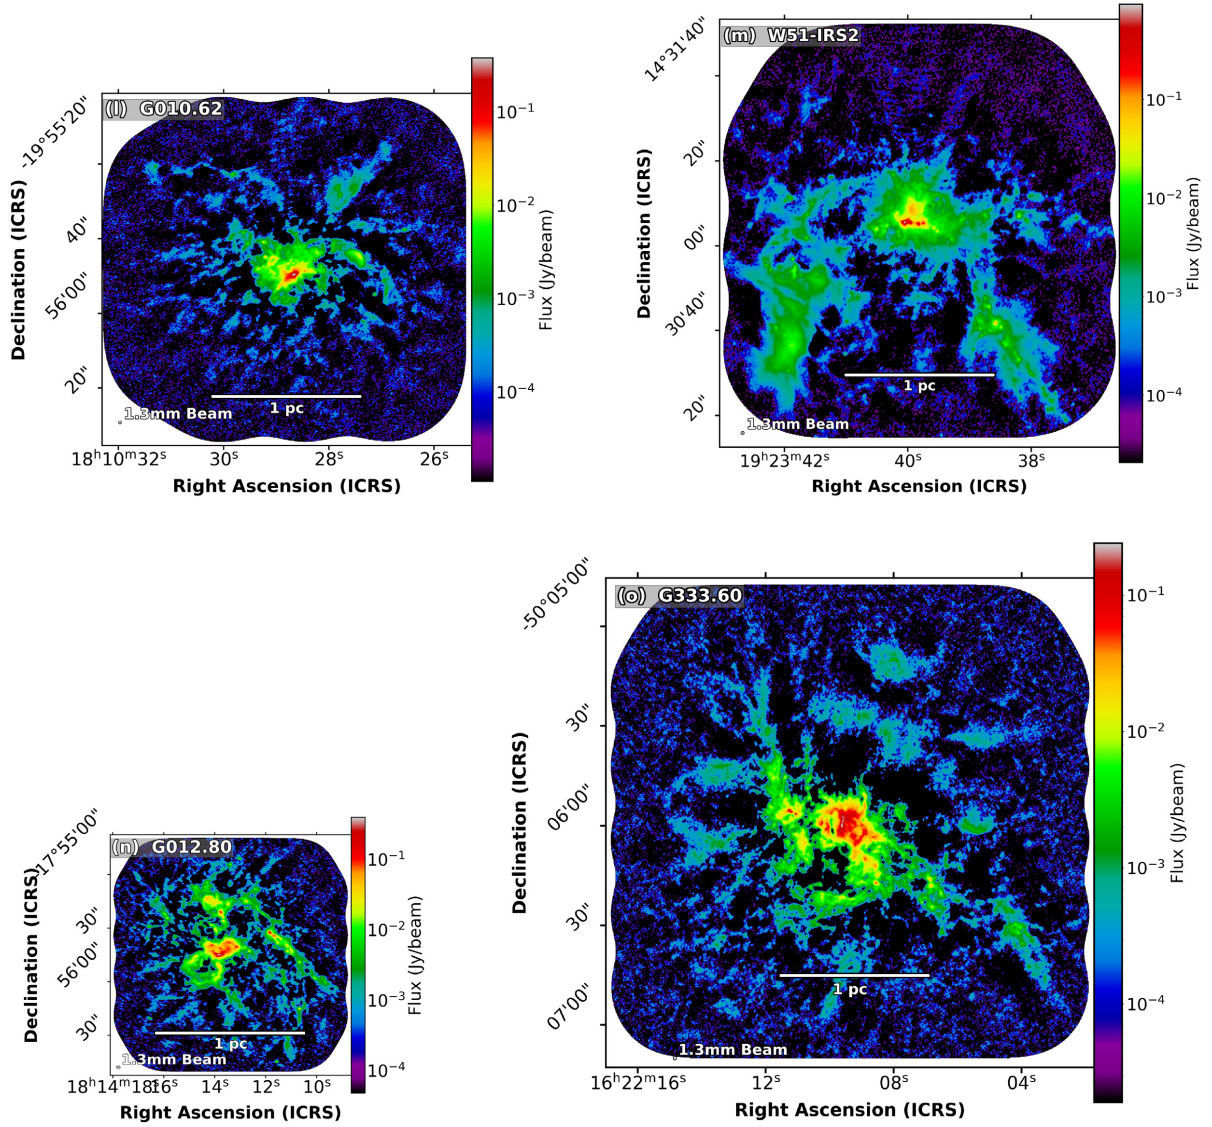 (l) G010.62
-19°55'20"
40"
56'00"
20"
Declination (ICRS)
1 pc
1.3mm Beam
18ʰ10ᵐ32ˢ 30ˢ 28ˢ 26ˢ
Right Ascension (ICRS)
10⁻¹
10⁻²
10⁻³
10⁻⁴
Flux (Jy/beam)
(m) W51-IRS2
14°31'40"
20"
00"
30'40"
20"
Declination (ICRS)
1 pc
1.3mm Beam
19ʰ23ᵐ42ˢ 40ˢ 38ˢ
Right Ascension (ICRS)
10⁻¹
10⁻²
10⁻³
10⁻⁴
Flux (Jy/beam)
(n) G012.80
-17°55'00"
30"
56'00"
30"
Declination (ICRS)
1 pc
1.3mm Beam
18ʰ14ᵐ18ˢ16ˢ 14ˢ 12ˢ 10ˢ
Right Ascension (ICRS)
10⁻¹
10⁻²
10⁻³
10⁻⁴
Flux (Jy/beam)
(o) G333.60
-50°05'00"
30"
06'00"
30"
07'00"
Declination (ICRS)
1 pc
1.3mm Beam
16ʰ22ᵐ16ˢ 12ˢ 08ˢ 04ˢ
Right Ascension (ICRS)
10⁻¹
10⁻²
10⁻³
10⁻⁴
Flux (Jy/beam)